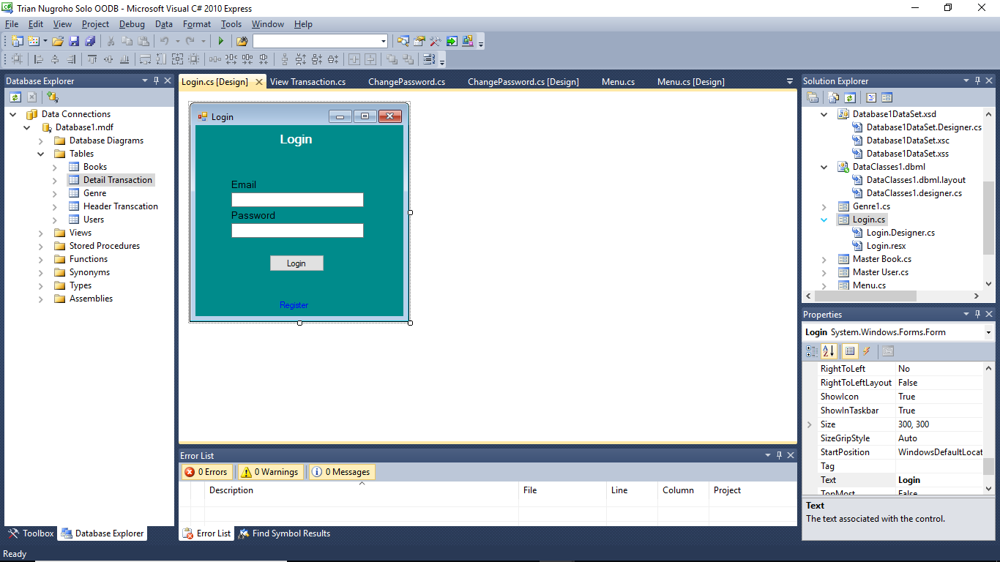 Trian Nugroho Solo OODB - Microsoft Visual C# 2010 Express
File Edit View Project Debug Data Format Tools Window Help
Database Explorer
Data Connections
Database1.mdf
Database Diagrams
Tables
Books
Detail Transaction
Genre
Header Transcation
Users
Views
Stored Procedures
Functions
Synonyms
Types
Assemblies
Toolbox Database Explorer
Login.cs [Design] View Transaction.cs ChangePassword.cs ChangePassword.cs [Design] Menu.cs Menu.cs [Design]
Login
Login
Email
Password
Login
Register
Error List
0 Errors 0 Warnings 0 Messages
Description File Line Column Project
Error List Find Symbol Results
Solution Explorer
Database1DataSet.xsd
Database1DataSet.Designer.cs
Database1DataSet.xsc
Database1DataSet.xss
DataClasses1.dbml
DataClasses1.dbml.layout
DataClasses1.designer.cs
Genre1.cs
Login.cs
Login.Designer.cs
Login.resx
Master Book.cs
Master User.cs
Menu.cs
Properties
Login System.Windows.Forms.Form
RightToLeft No
RightToLeftLayout False
ShowIcon True
ShowInTaskbar True
Size 300, 300
SizeGripStyle Auto
StartPosition WindowsDefaultLocat
Tag
Text Login
TopMost False
Text
The text associated with the control.
Ready